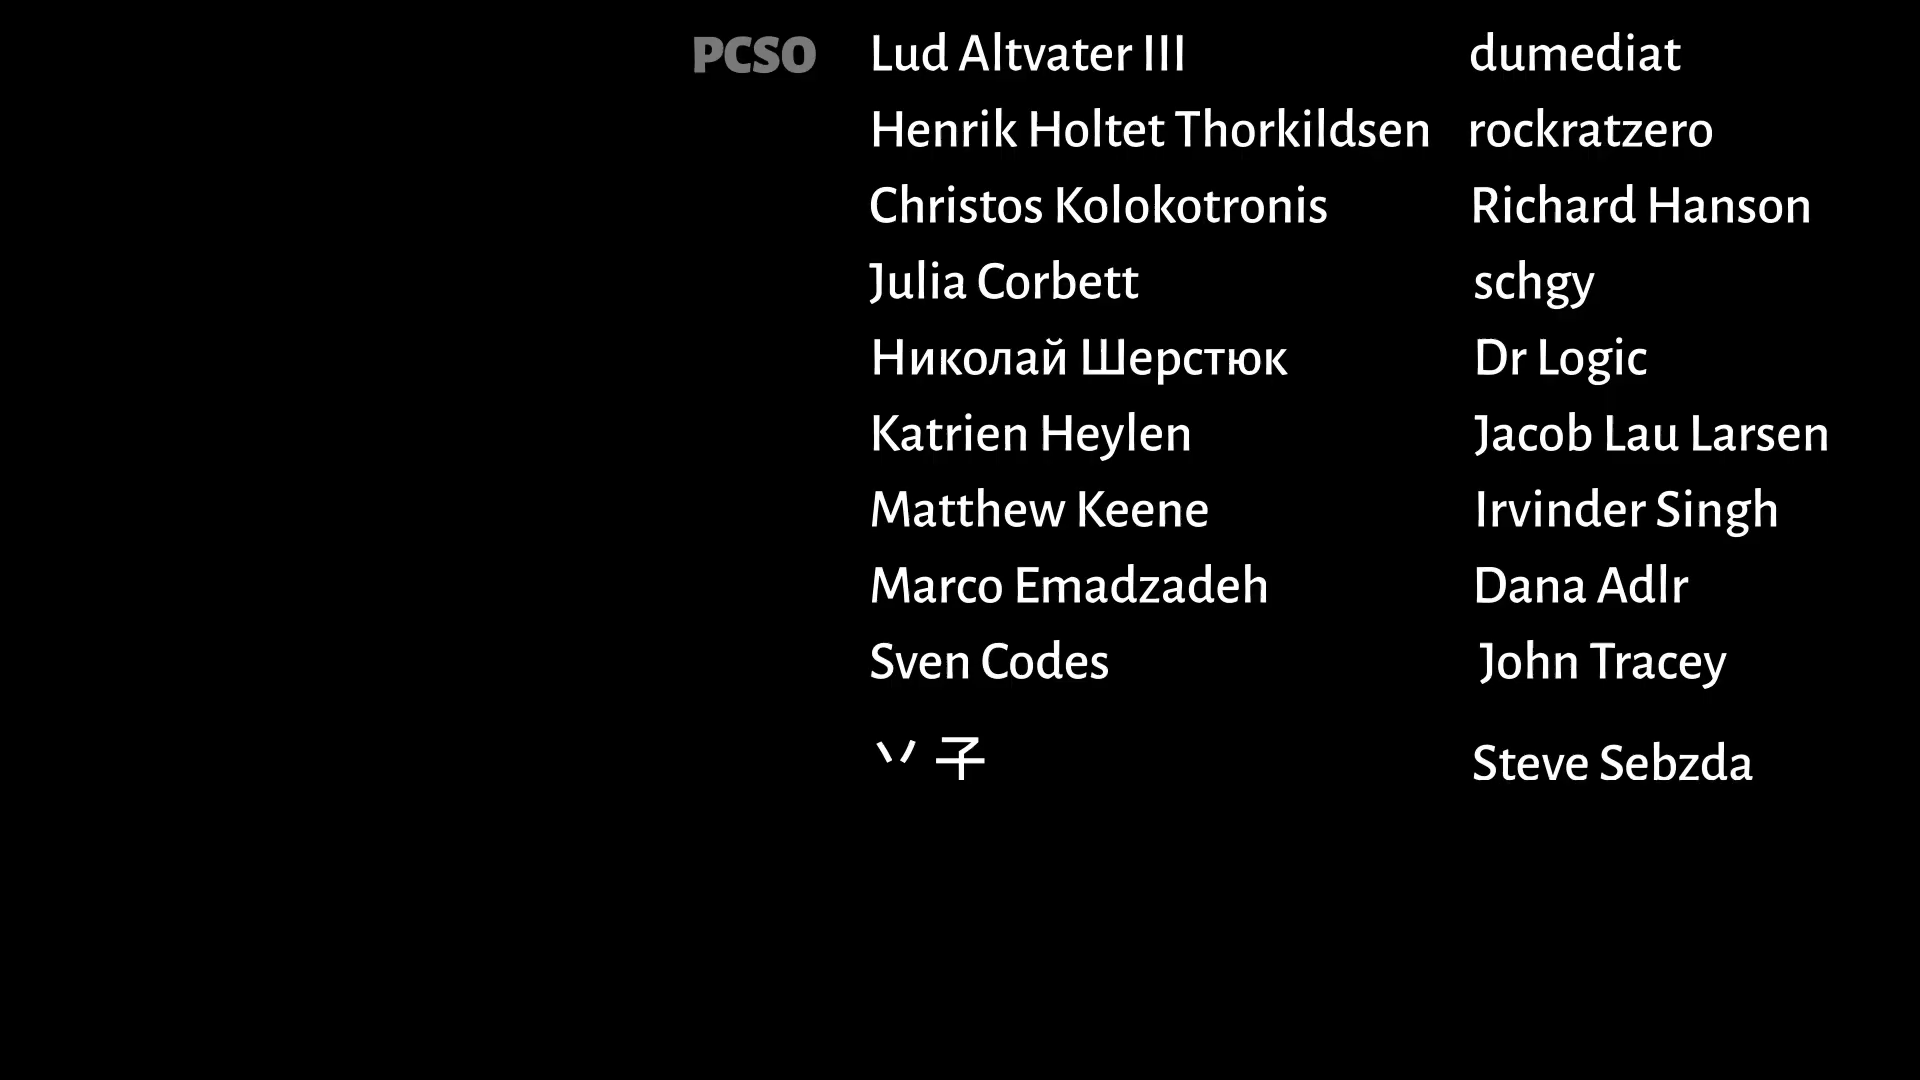 PCSO Lud Altvater III dumediat
Henrik Holtet Thorkildsen rockratzero
Christos Kolokotronis Richard Hanson
Julia Corbett schgy
Николай Шерстюк Dr Logic
Katrien Heylen Jacob Lau Larsen
Matthew Keene Irvinder Singh
Marco Emadzadeh Dana Adlr
Sven Codes John Tracey
Steve Sebzda